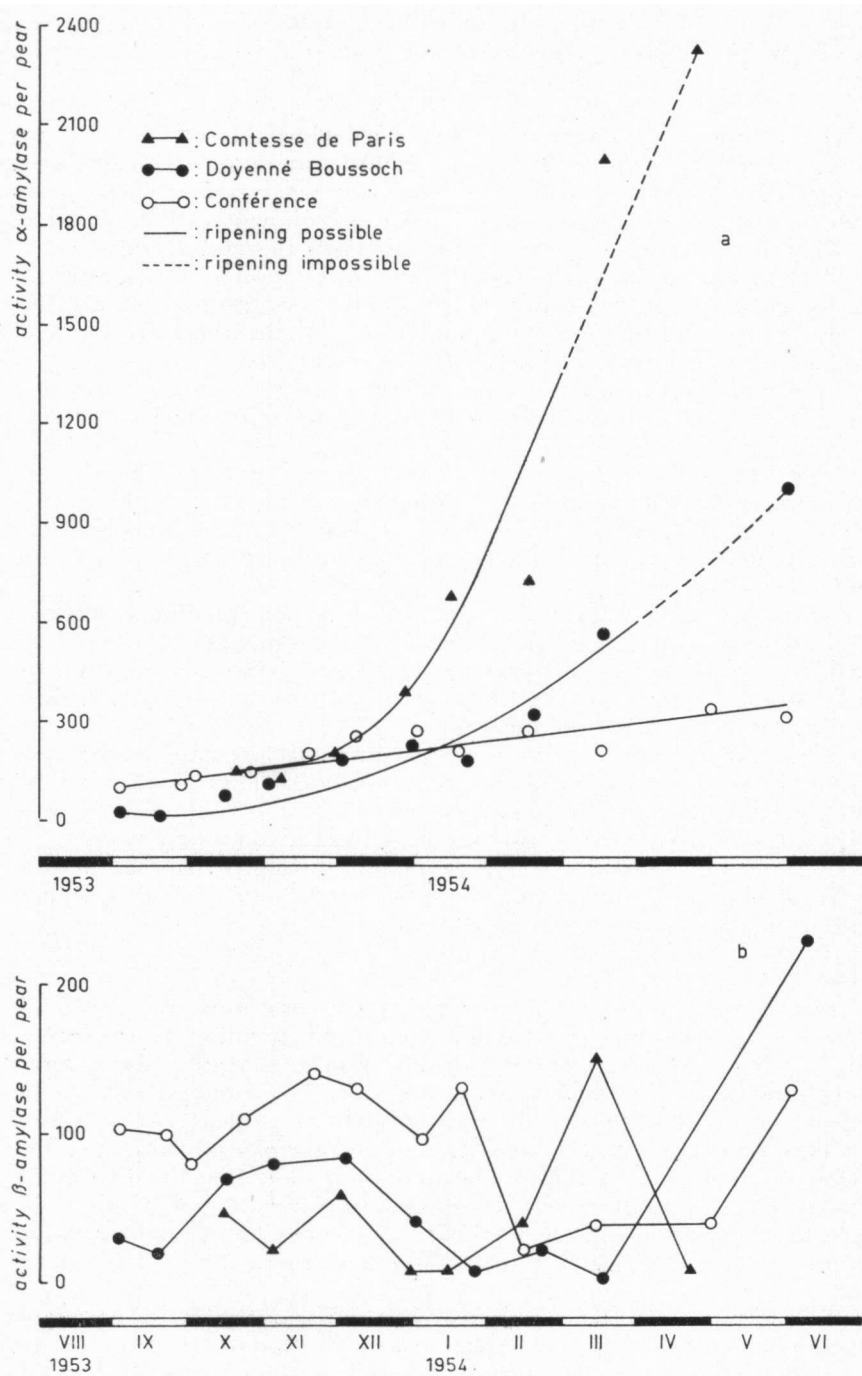 2400
2100
1800
1500
1200
900
600
300
0
activity α-amylase per pear
: Comtesse de Paris
: Doyenné Boussoch
: Conférence
: ripening possible
: ripening impossible
a
1953
1954
b
200
100
0
activity β-amylase per pear
VIII IX X XI XII I II III IV V VI
1953 1954